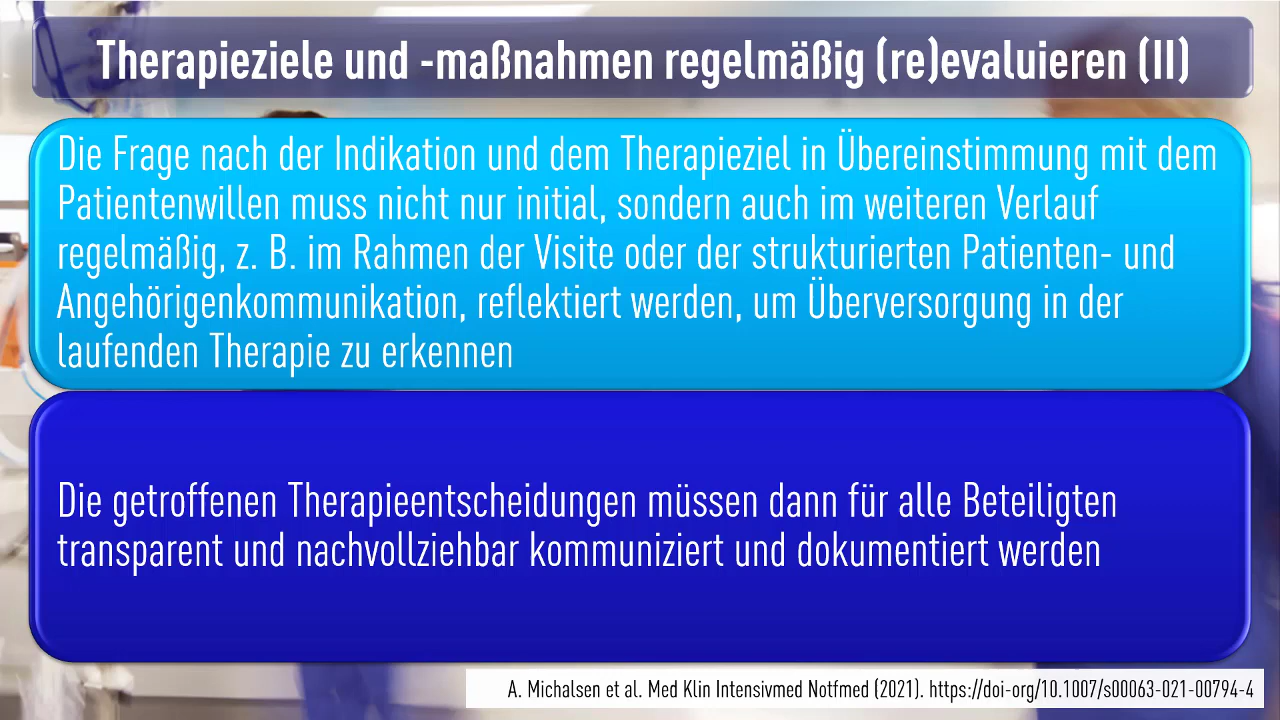 Therapieziele und -maßnahmen regelmäßig (re)evaluieren (II)
Die Frage nach der Indikation und dem Therapieziel in Übereinstimmung mit dem
Patientenwillen muss nicht nur initial, sondern auch im weiteren Verlauf
regelmäßig, z. B. im Rahmen der Visite oder der strukturierten Patienten- und
Angehörigenkommunikation, reflektiert werden, um Überversorgung in der
laufenden Therapie zu erkennen
Die getroffenen Therapieentscheidungen müssen dann für alle Beteiligten
transparent und nachvollziehbar kommuniziert und dokumentiert werden
A. Michalsen et al. Med Klin Intensivmed Notfmed (2021). https://doi-org/10.1007/s00063-021-00794-4